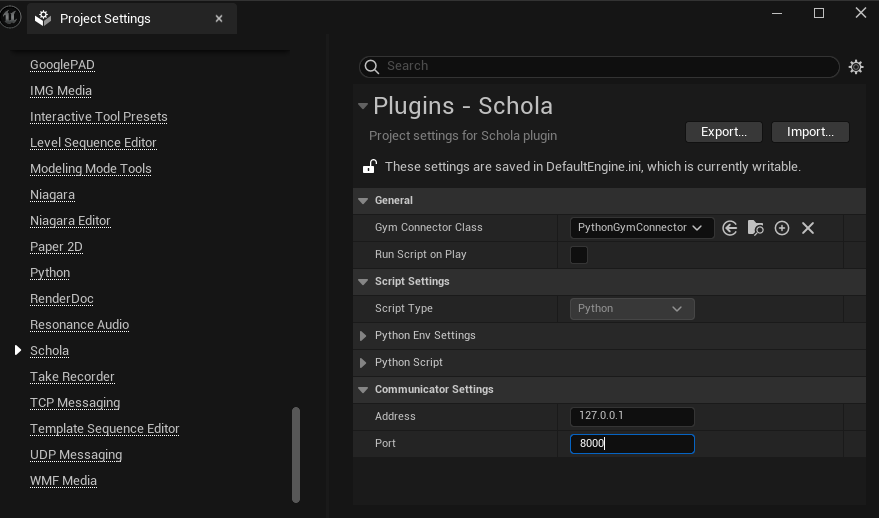 Project Settings
GooglePAD
IMG Media
Interactive Tool Presets
Level Sequence Editor
Modeling Mode Tools
Niagara
Niagara Editor
Paper 2D
Python
RenderDoc
Resonance Audio
Schola
Take Recorder
TCP Messaging
Template Sequence Editor
UDP Messaging
WMF Media
Search
Plugins - Schola
Project settings for Schola plugin
Export... Import...
These settings are saved in DefaultEngine.ini, which is currently writable.
General
Gym Connector Class PythonGymConnector
Run Script on Play
Script Settings
Script Type Python
Python Env Settings
Python Script
Communicator Settings
Address 127.0.0.1
Port 8000